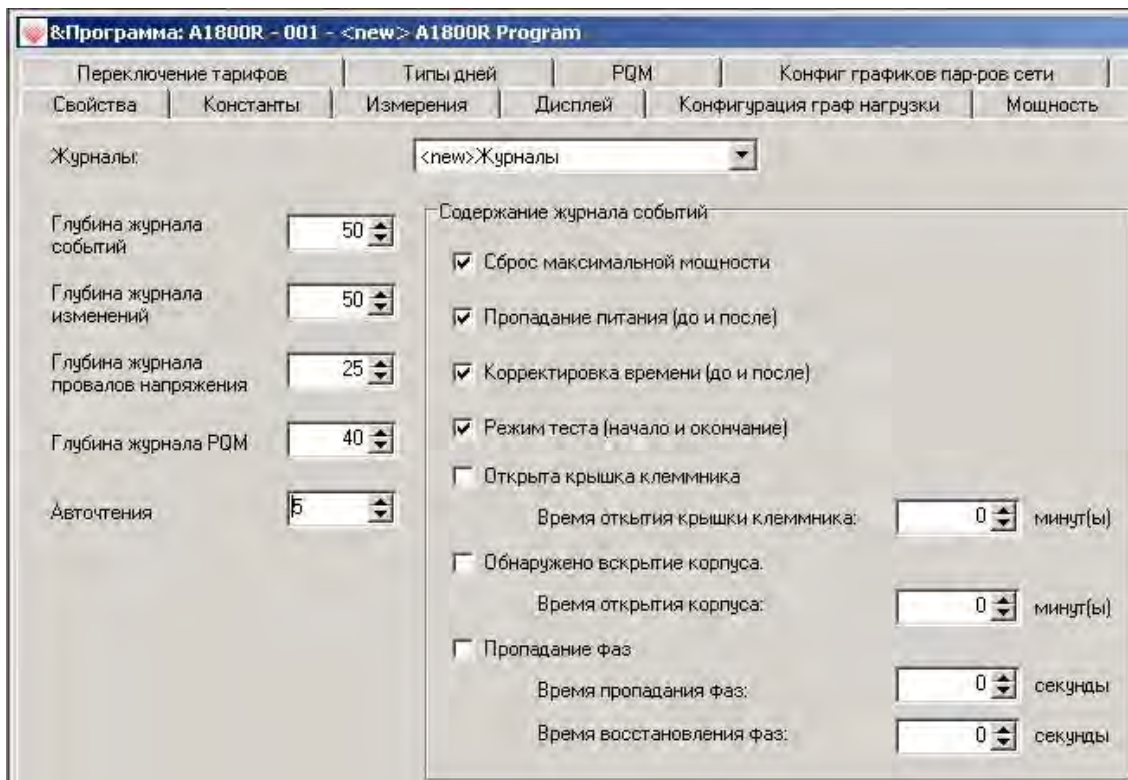 &Программа: A1800R - 001 - <new> A1800R Program
Переключение тарифов Типы дней PQM Конфиг графиков пар-ров сети
Свойства Константы Измерения Дисплей Конфигурация граф нагрузки Мощность
Журналы: <new>Журналы
Глубина журнала событий 50
Глубина журнала изменений 50
Глубина журнала провалов напряжения 25
Глубина журнала PQM 40
Авточтения 5
Содержание журнала событий
Сброс максимальной мощности
Пропадание питания (до и после)
Корректировка времени (до и после)
Режим теста (начало и окончание)
Открыта крышка клеммника
Время откытия крышки клеммника: 0 минут(ы)
Обнаружено вскрытие корпуса.
Время открытия корпуса: 0 минут(ы)
Пропадание фаз
Время пропадания фаз: 0 секунды
Время восстановления фаз: 0 секунды